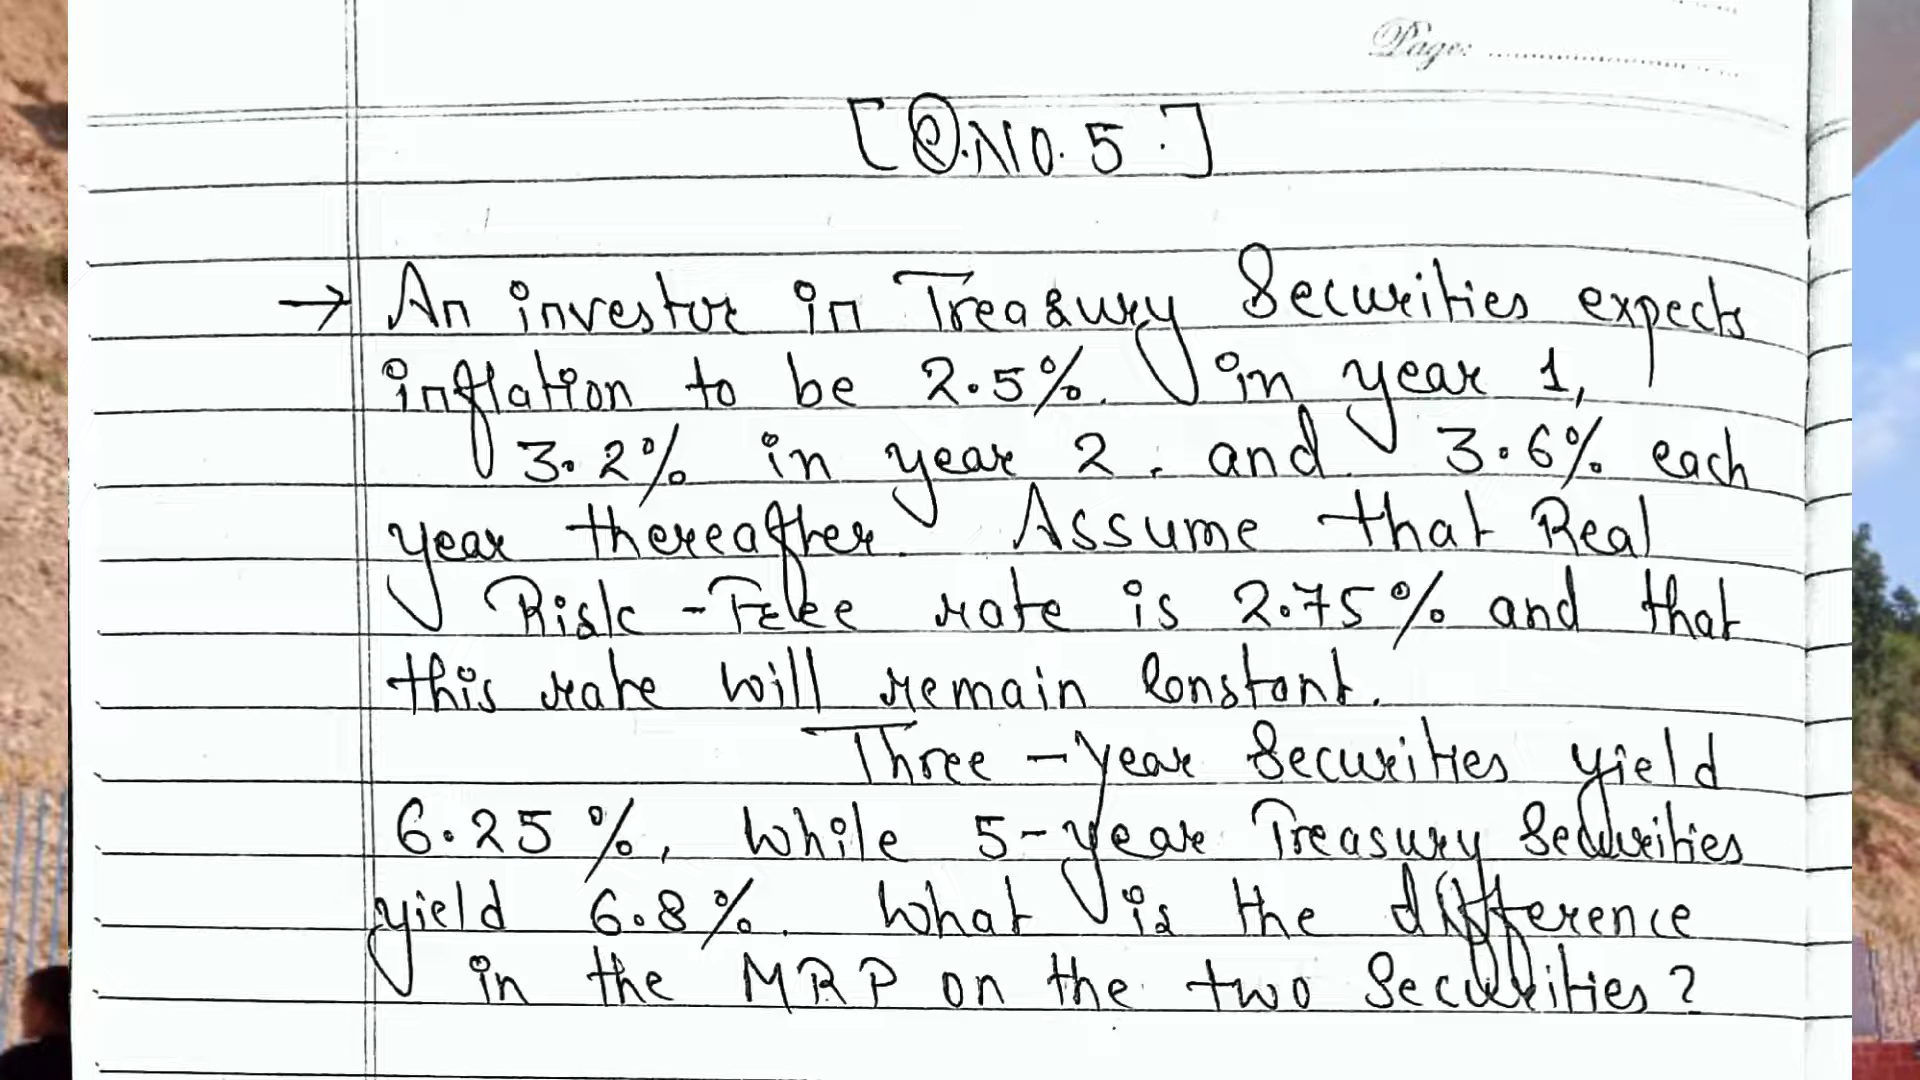 Page:
[Q.NO. 5.]
→ An investor in Treasury Securities expects
inflation to be 2.5% in year 1,
3.2% in year 2, and 3.6% each
year thereafter. Assume that Real
Risk-Free rate is 2.75% and that
this rate will remain Constant.
Three-Year Securities yield
6.25%, While 5-year Treasury Securities
yield 6.8%. What is the difference
in the MRP on the two Securities?